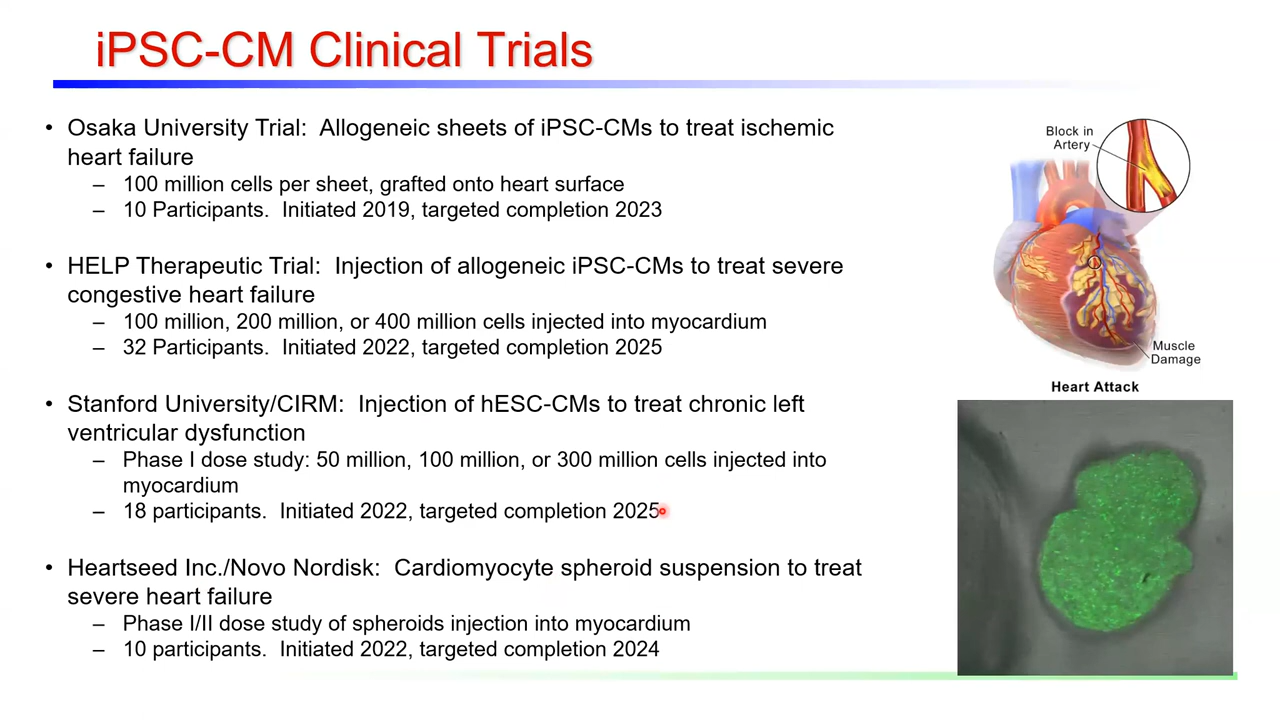 iPSC-CM Clinical Trials
• Osaka University Trial: Allogeneic sheets of iPSC-CMs to treat ischemic
heart failure
– 100 million cells per sheet, grafted onto heart surface
– 10 Participants. Initiated 2019, targeted completion 2023
• HELP Therapeutic Trial: Injection of allogeneic iPSC-CMs to treat severe
congestive heart failure
– 100 million, 200 million, or 400 million cells injected into myocardium
– 32 Participants. Initiated 2022, targeted completion 2025
• Stanford University/CIRM: Injection of hESC-CMs to treat chronic left
ventricular dysfunction
– Phase I dose study: 50 million, 100 million, or 300 million cells injected into
myocardium
– 18 participants. Initiated 2022, targeted completion 2025
• Heartseed Inc./Novo Nordisk: Cardiomyocyte spheroid suspension to treat
severe heart failure
– Phase I/II dose study of spheroids injection into myocardium
– 10 participants. Initiated 2022, targeted completion 2024
Block in
Artery
Muscle
Damage
Heart Attack